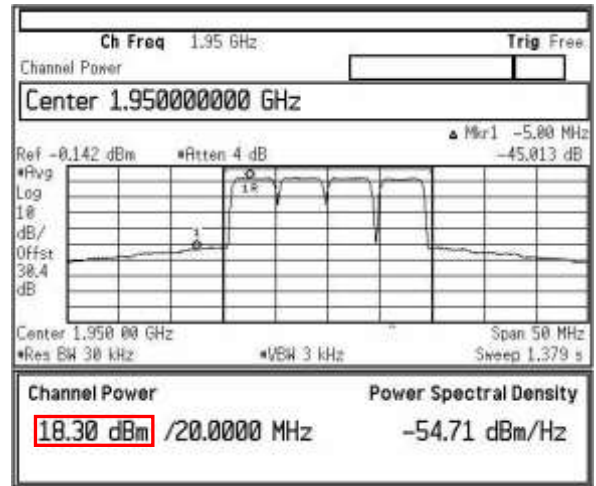 Ch Freq 1.95 GHz Trig Free
Channel Power
Center 1.950000000 GHz
▲ Mkr1 -5.00 MHz
Ref -0.142 dBm *Atten 4 dB -45.013 dB
*Avg
Log
10
dB/
Offst
30.4
dB
1R
1
Center 1.950 00 GHz Span 50 MHz
*Res BW 30 kHz *VBW 3 kHz Sweep 1.379 s
Channel Power Power Spectral Density
18.30 dBm /20.0000 MHz -54.71 dBm/Hz